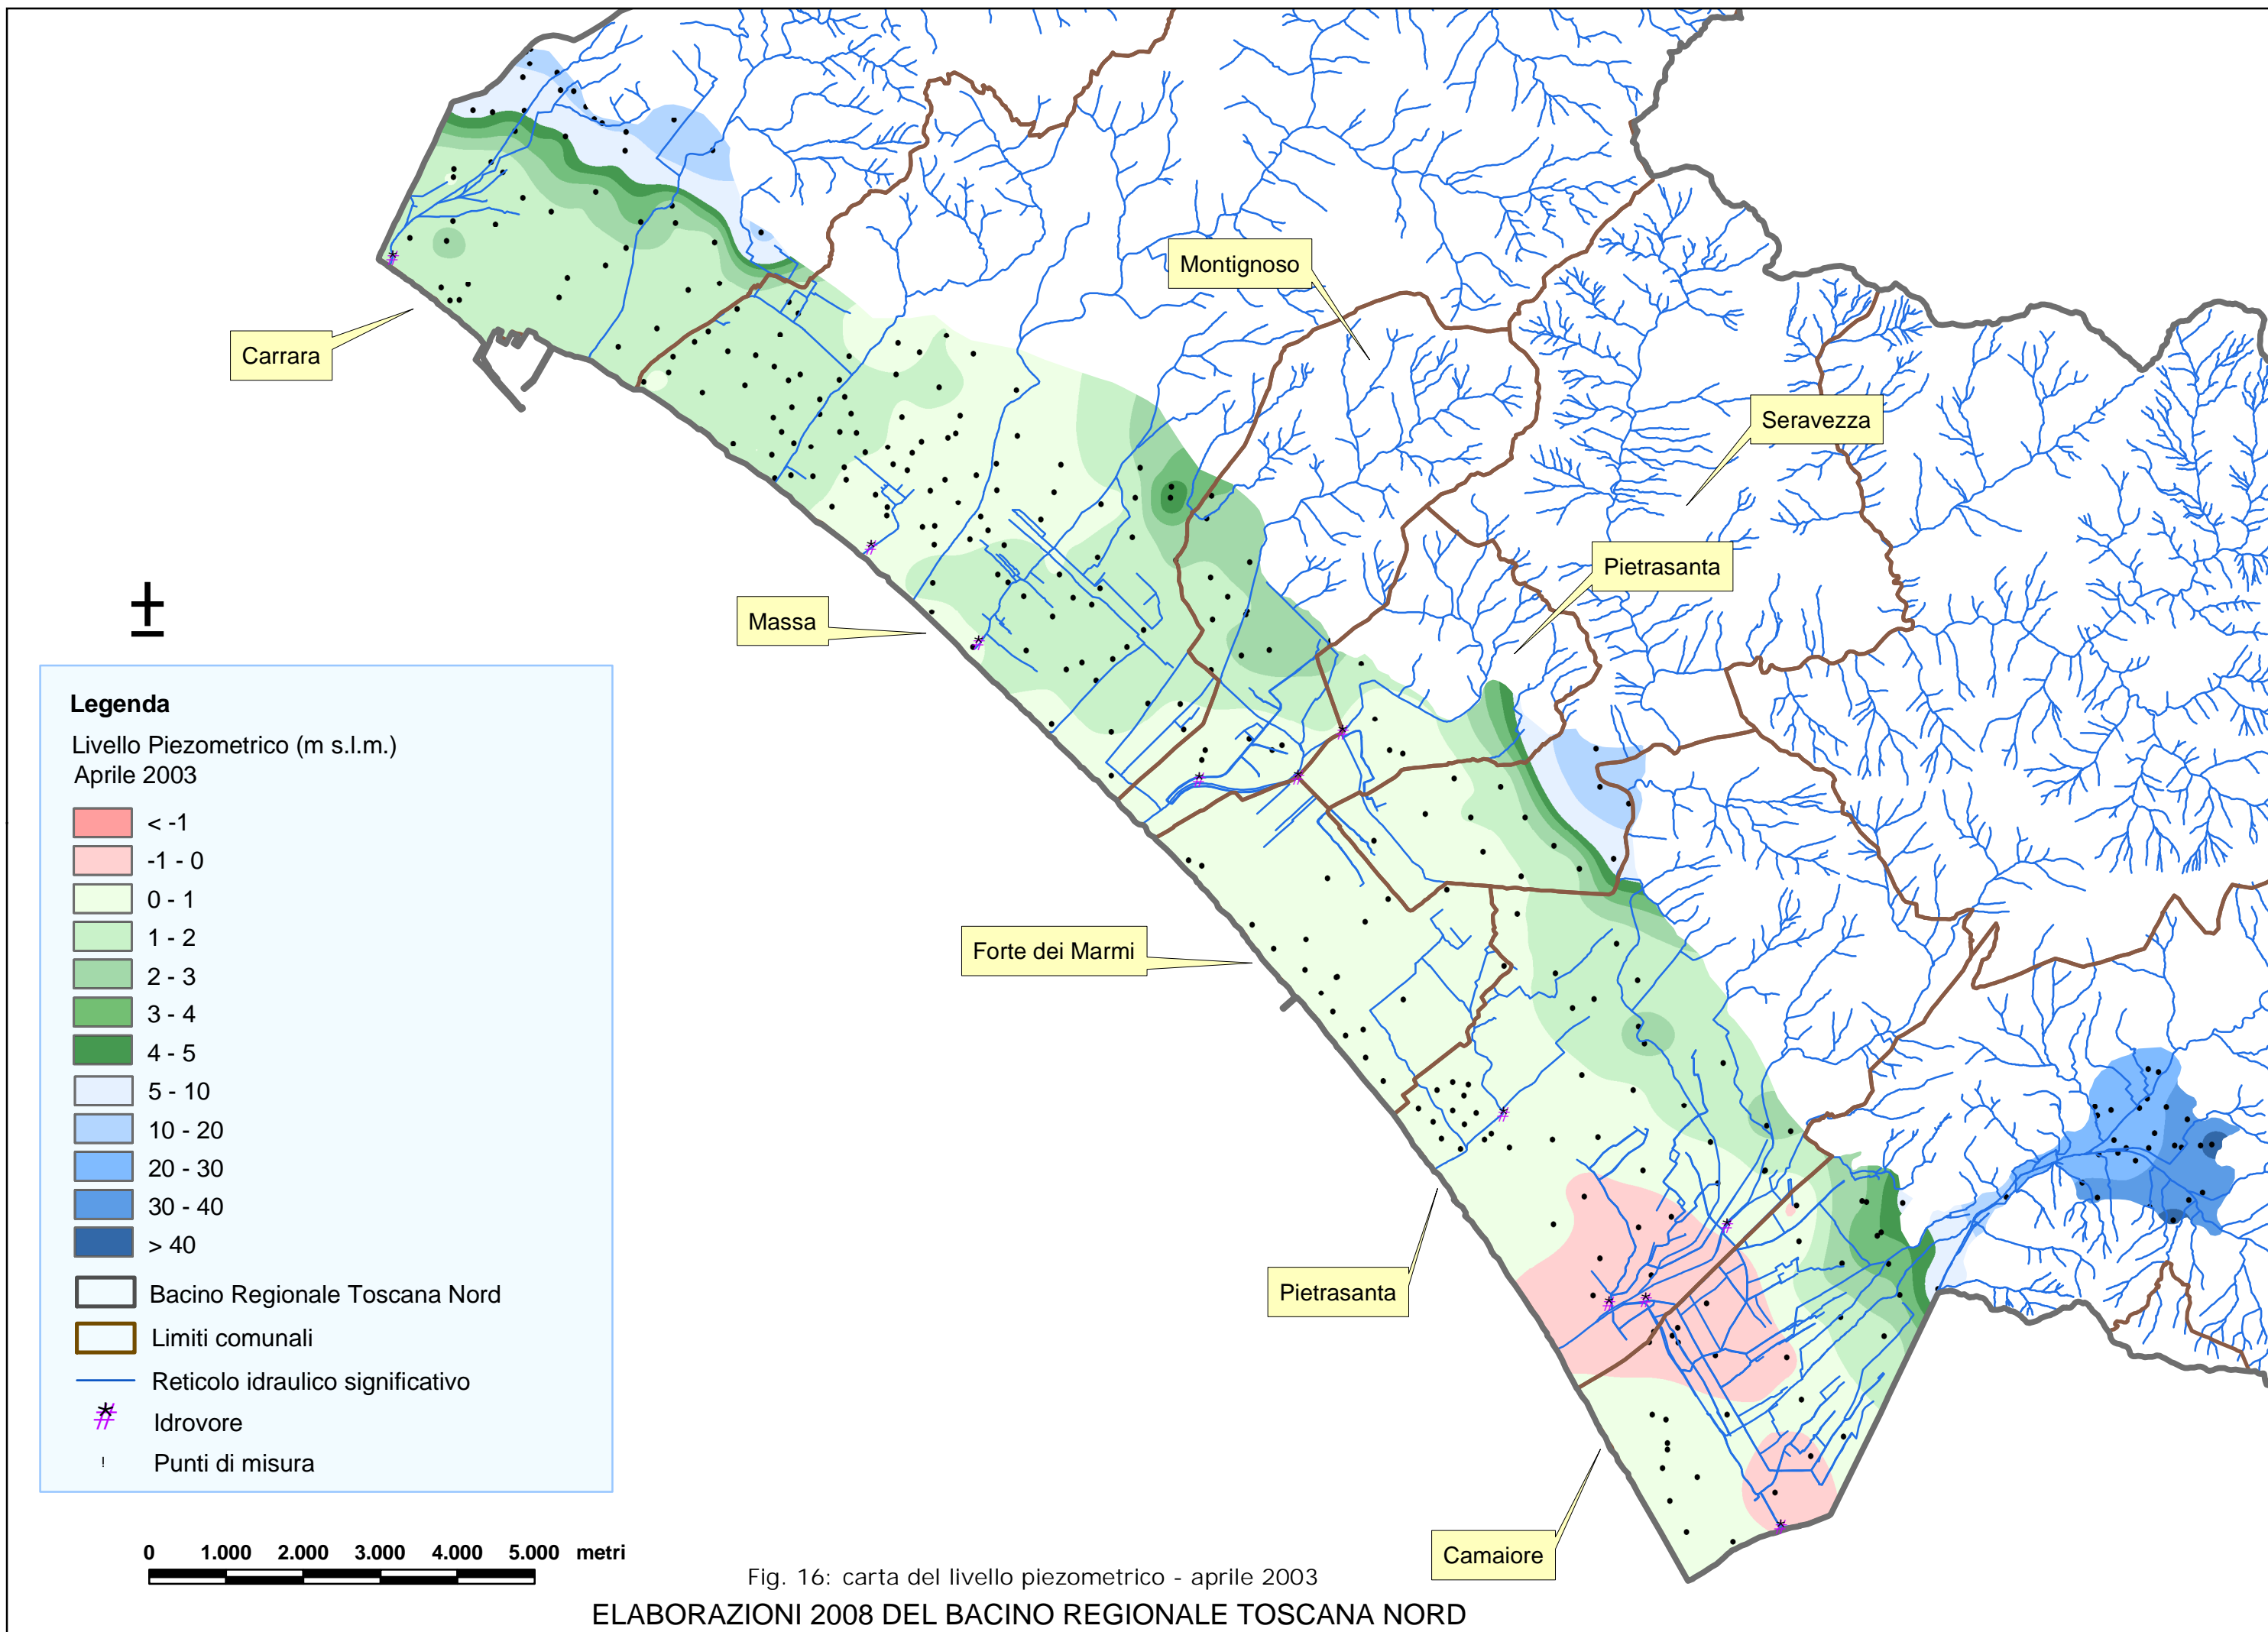 Montignoso
Carrara
Seravezza
Pietrasanta
Massa
Forte dei Marmi
Pietrasanta
Camaiore
±
Legenda
Livello Piezometrico (m s.l.m.)
Aprile 2003
< -1
-1 - 0
0 - 1
1 - 2
2 - 3
3 - 4
4 - 5
5 - 10
10 - 20
20 - 30
30 - 40
> 40
Bacino Regionale Toscana Nord
Limiti comunali
Reticolo idraulico significativo
Idrovore
! Punti di misura
0 1.000 2.000 3.000 4.000 5.000 metri
Fig. 16: carta del livello piezometrico - aprile 2003
ELABORAZIONI 2008 DEL BACINO REGIONALE TOSCANA NORD